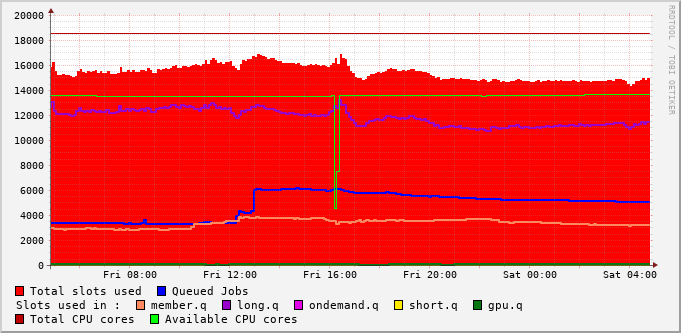 20000
18000
16000
14000
12000
10000
8000
6000
4000
2000
0
Fri 08:00 Fri 12:00 Fri 16:00 Fri 20:00 Sat 00:00 Sat 04:00
RRDTOOL / TOBI OETIKER
Total slots used Queued Jobs
Slots used in : member.q long.q ondemand.q short.q gpu.q
Total CPU cores Available CPU cores